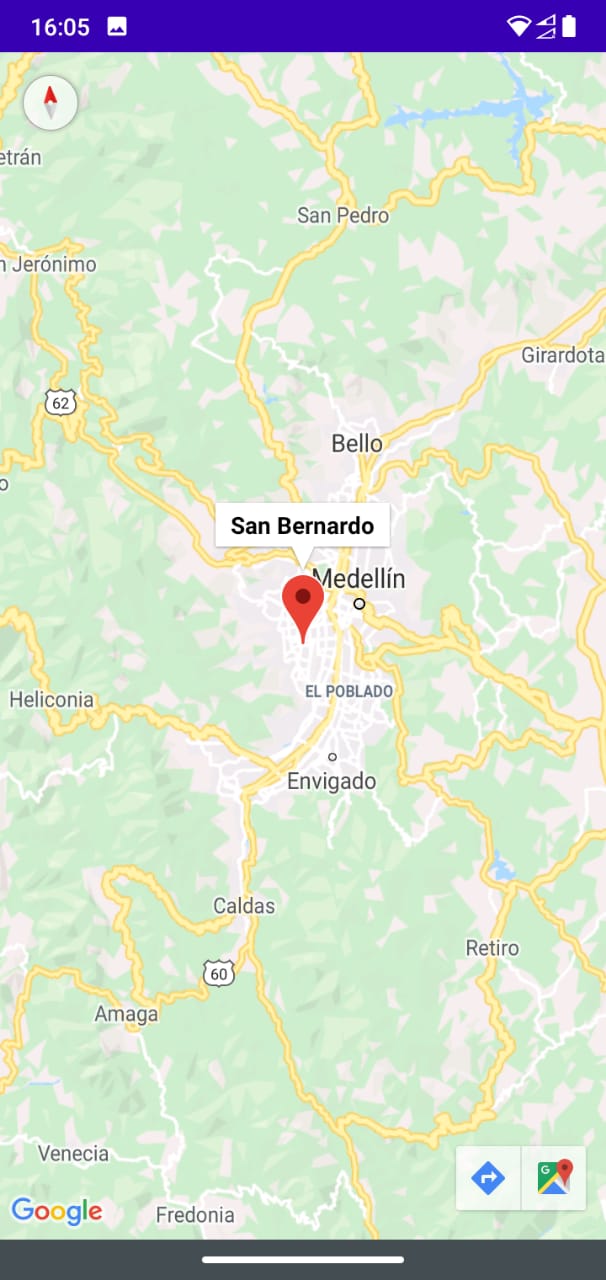 16:05
etrán
San Pedro
n Jerónimo
Girardota
62
Bello
o
San Bernardo
Medellín
EL POBLADO
Heliconia
Envigado
Caldas
Retiro
60
Amaga
Venecia
G
Google
Fredonia